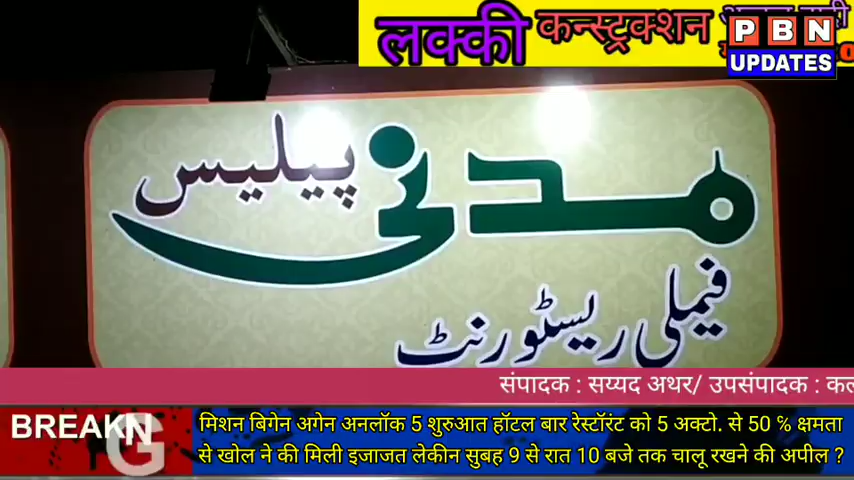 लक्की कन्स्ट्रक्शन
PBN
UPDATES
مدنی پیلیس
فیملی ریسٹورنٹ
संपादक : सय्यद अथर/ उपसंपादक : कल
BREAKN
G
मिशन बिगेन अगेन अनलॉक 5 शुरुआत हॉटल बार रेस्टॉरंट को 5 अक्टो. से 50 % क्षमता
से खोल ने की मिली इजाजत लेकीन सुबह 9 से रात 10 बजे तक चालू रखने की अपील ?